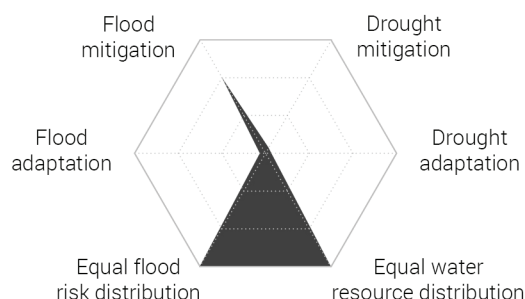 Flood
mitigation
Drought
mitigation
Flood
adaptation
Drought
adaptation
Equal flood
risk distribution
Equal water
resource distribution